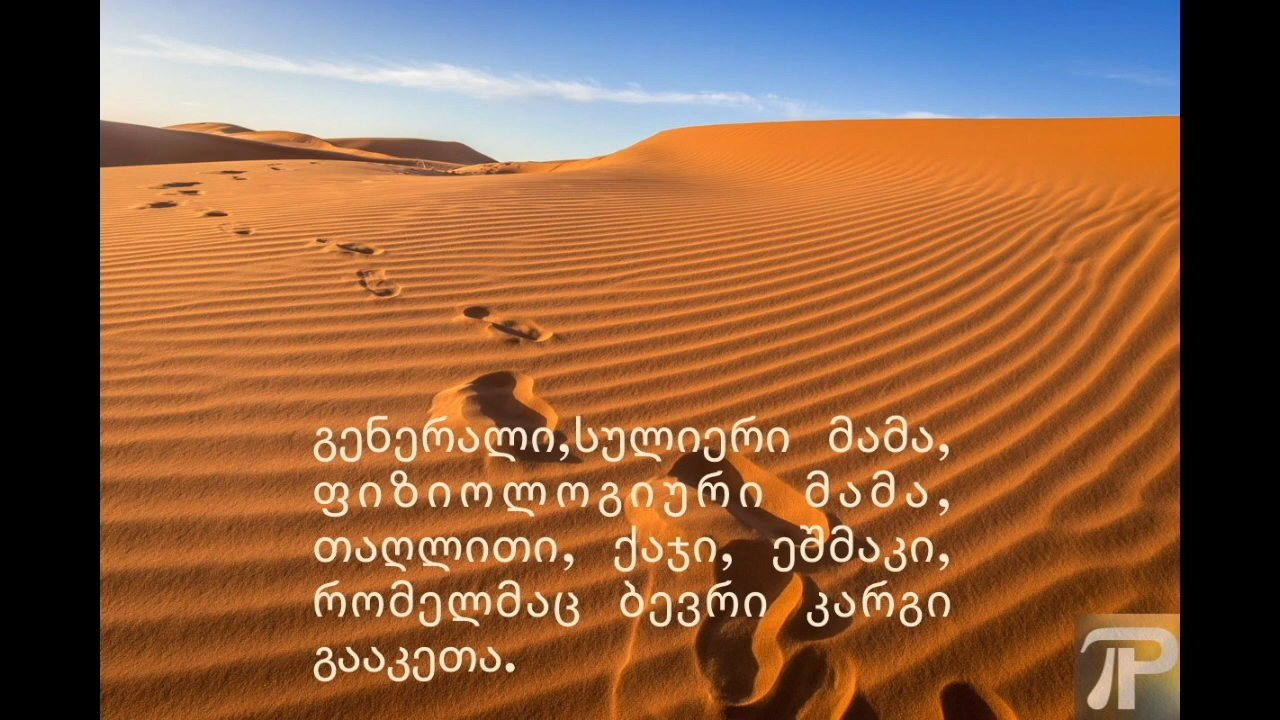 გენერალი,სულიერი მამა,
ფიზიოლოგიური მამა,
თაღლითი, ქაჯი, ეშმაკი,
რომელმაც ბევრი კარგი
გააკეთა.